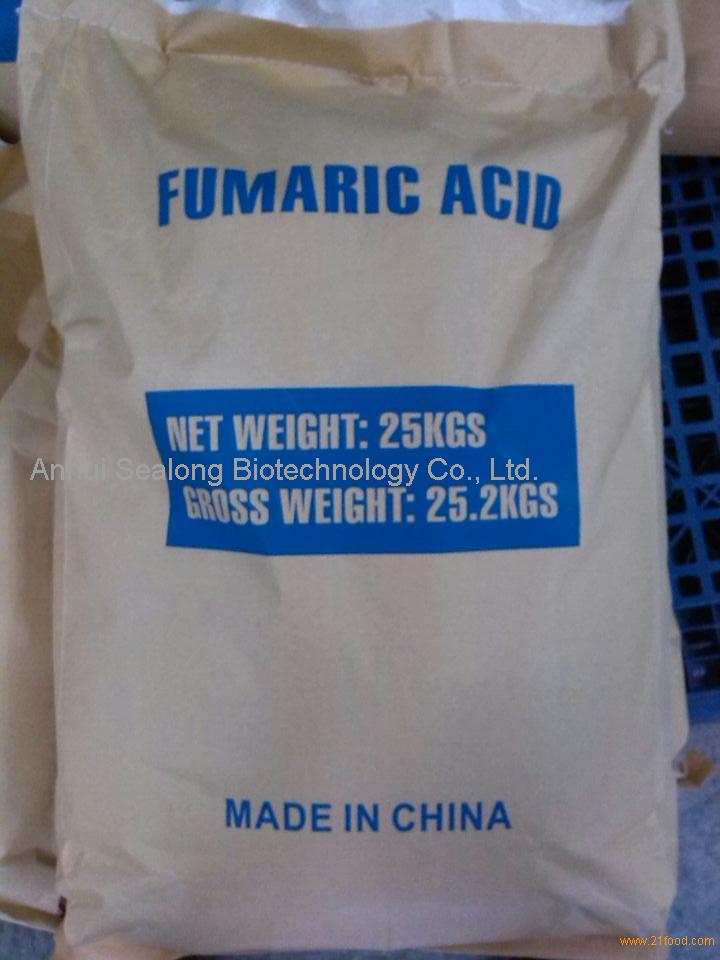 FUMARIC ACID
NET WEIGHT: 25KGS
Anhui Sealong Biotechnology Co., Ltd.
GROSS WEIGHT: 25.2KGS
MADE IN CHINA
www.21food.com